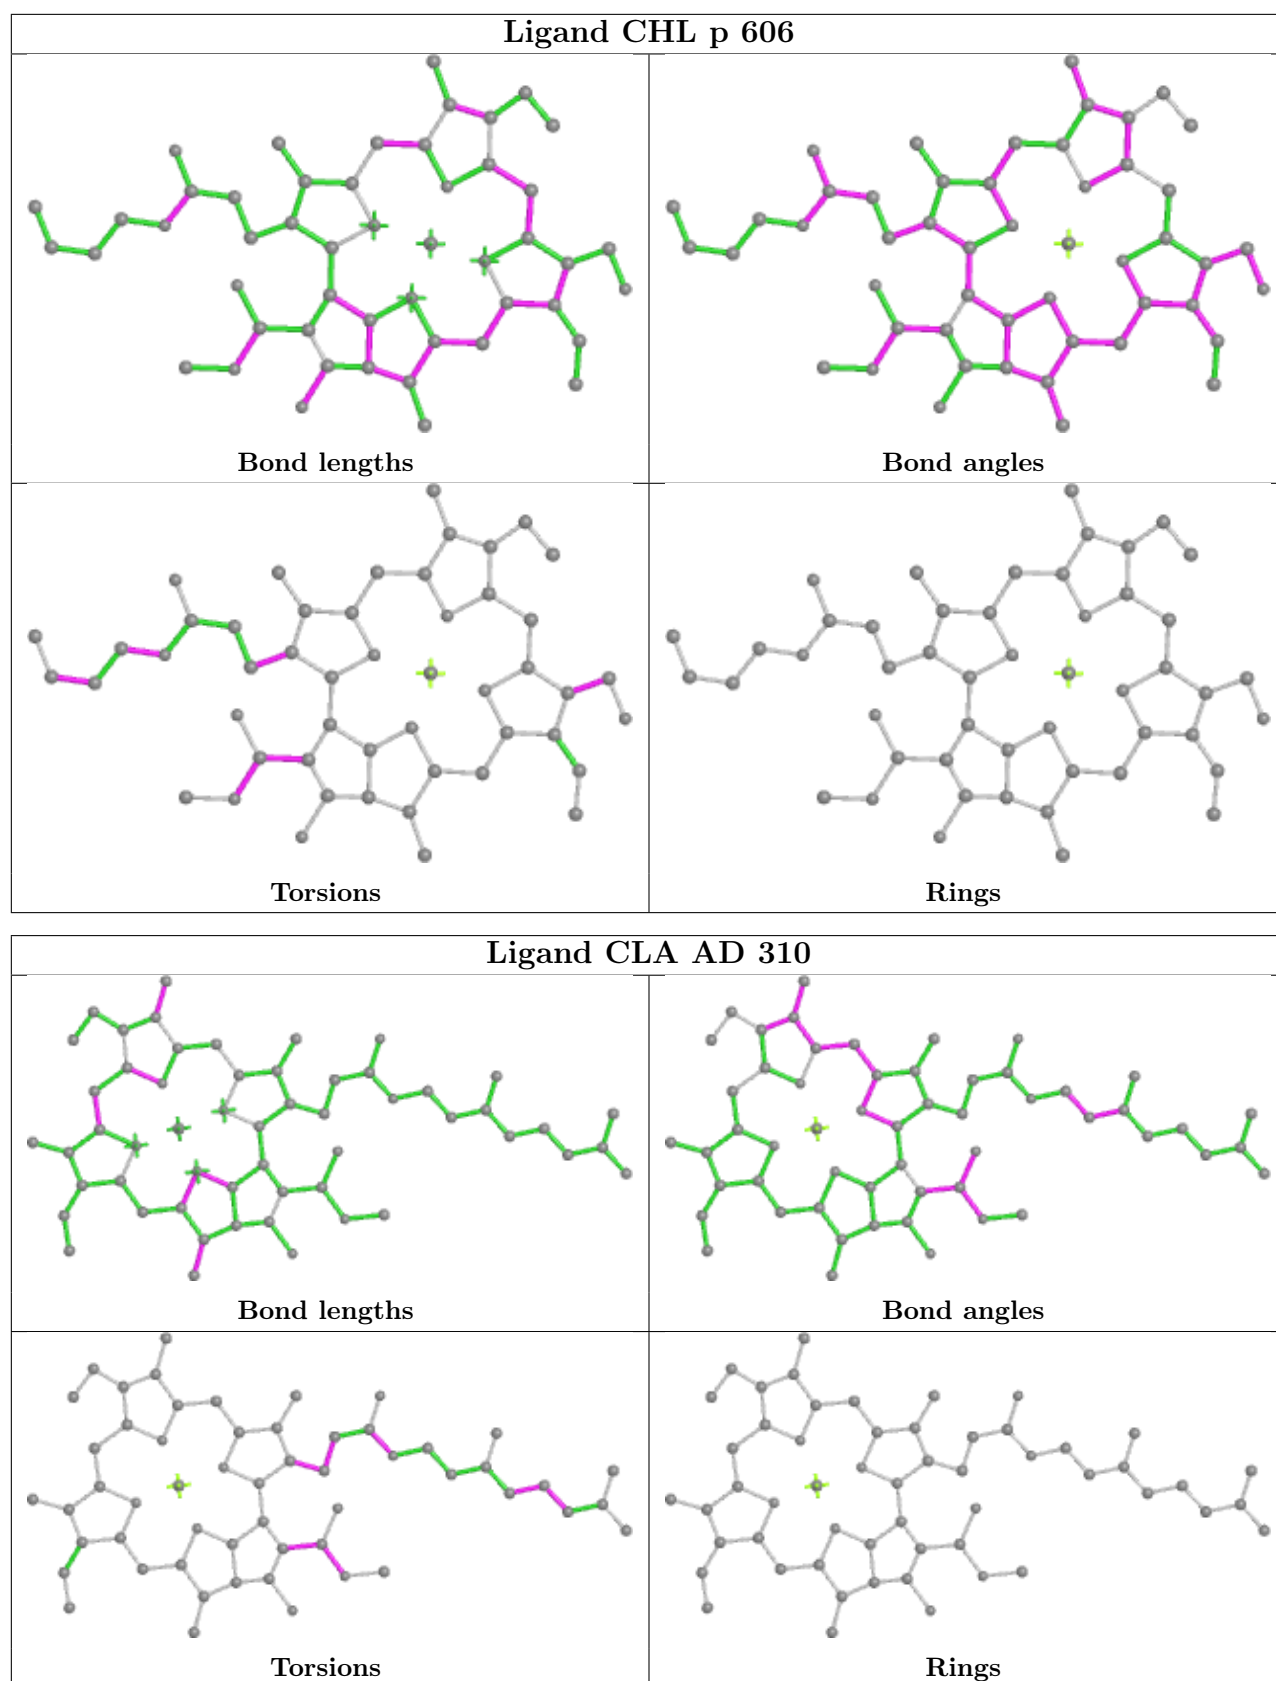 Ligand CHL p 606
Bond lengths
Bond angles
Torsions
Rings
Ligand CLA AD 310
Bond lengths
Bond angles
Torsions
Rings